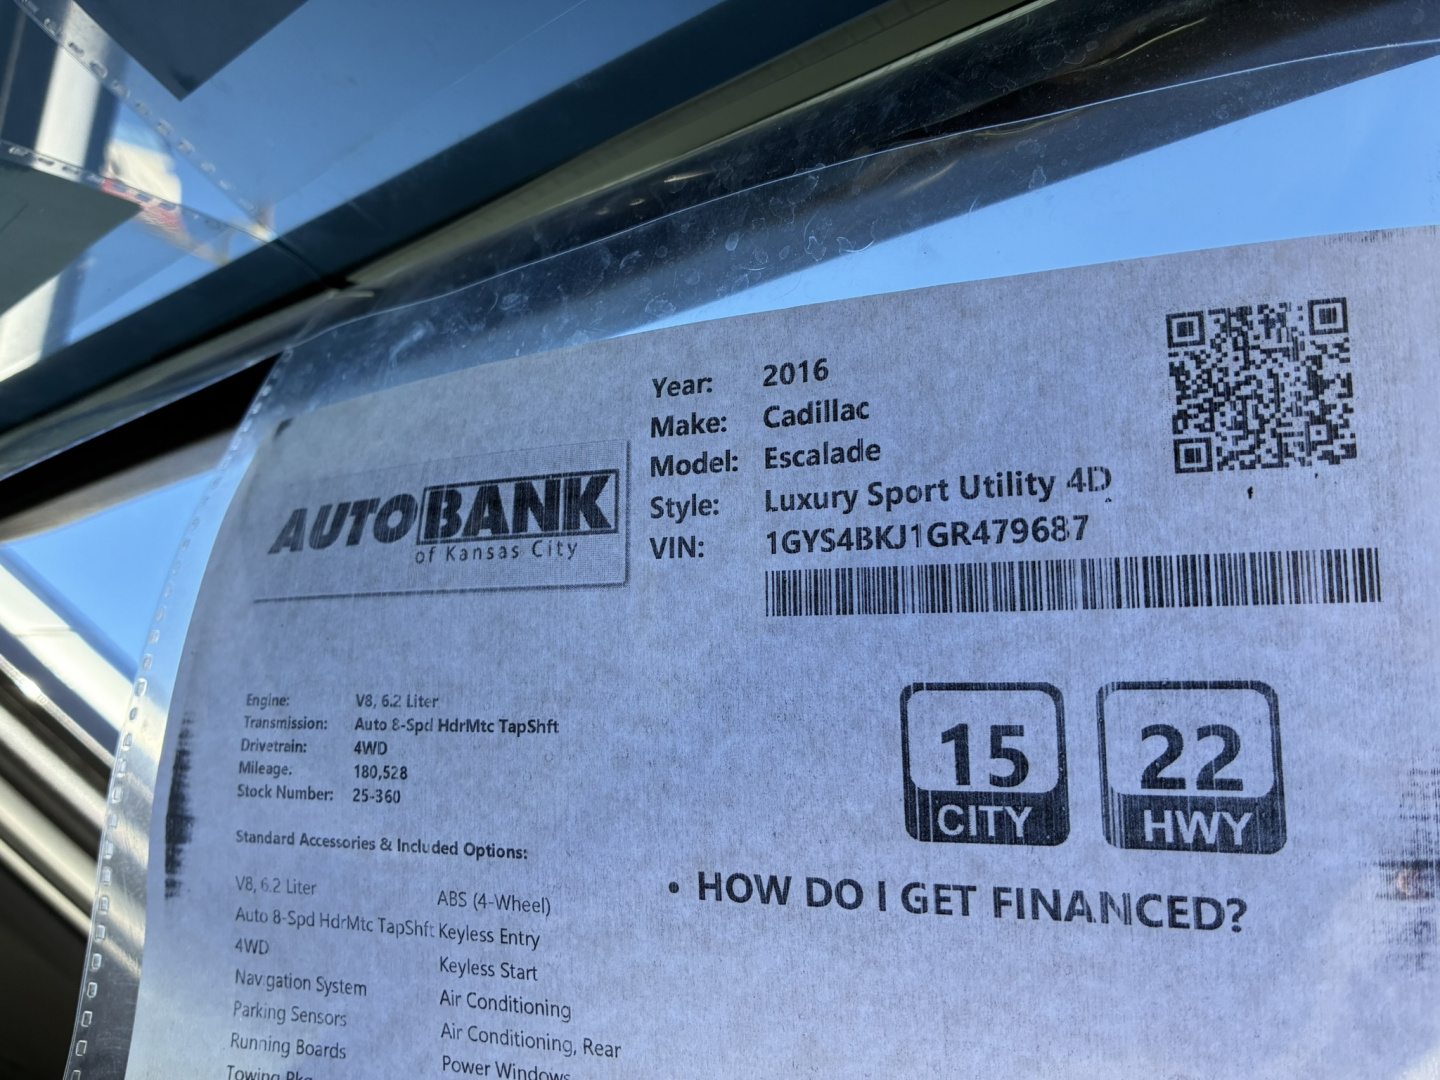 AUTOBANK
of Kansas City
Year: 2016
Make: Cadillac
Model: Escalade
Style: Luxury Sport Utility 4D
VIN: 1GYS4BKJ1GR479687
Engine: V8, 6.2 Liter
Transmission: Auto 8-Spd HdrMtc TapShft
Drivetrain: 4WD
Mileage: 180,528
Stock Number: 25-360
15 CITY
22 HWY
Standard Accessories & Included Options:
V8, 6.2 Liter
Auto 8-Spd HdrMtc TapShft
4WD
Navigation System
Parking Sensors
Running Boards
Towing Pkg
ABS (4-Wheel)
Keyless Entry
Keyless Start
Air Conditioning
Air Conditioning, Rear
Power Windows
• HOW DO I GET FINANCED?